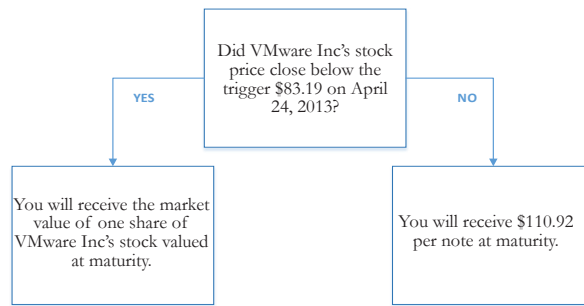 Did VMware Inc's stock
price close below the
trigger $83.19 on April
24, 2013?
YES
NO
You will receive the market
value of one share of
VMware Inc's stock valued
at maturity.
You will receive $110.92
per note at maturity.